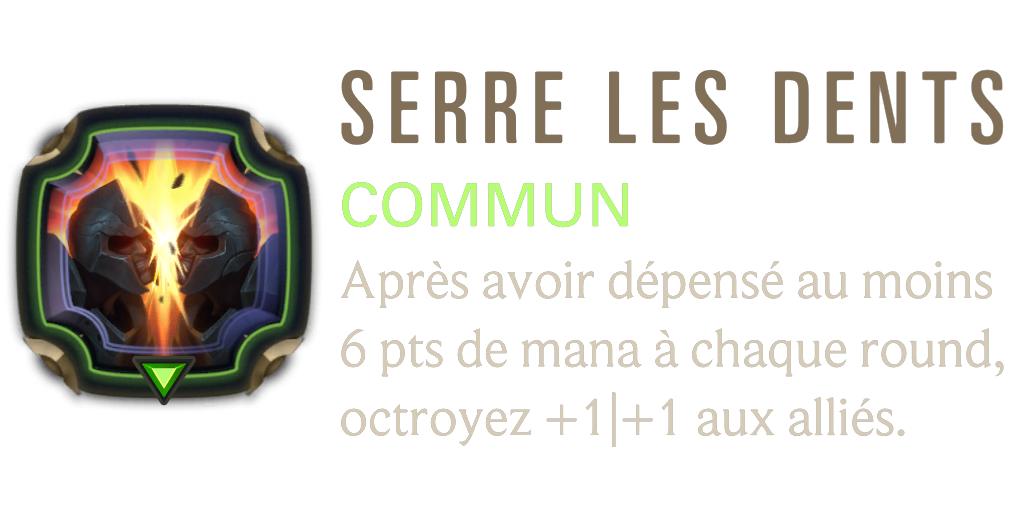 SERRE LES DENTS
COMMUN
Après avoir dépensé au moins
6 pts de mana à chaque round,
octroyez +1|+1 aux alliés.